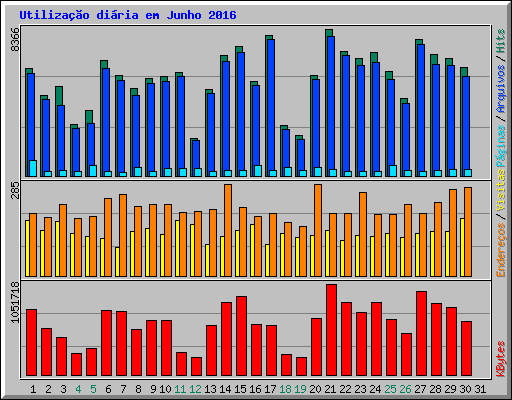 Utilização diária em Junho 2016
8366
285
1051718
Endereços / Visitas Páginas / Arquivos / Hits
KBytes
1 2 3 4 5 6 7 8 9 10 11 12 13 14 15 16 17 18 19 20 21 22 23 24 25 26 27 28 29 30 31